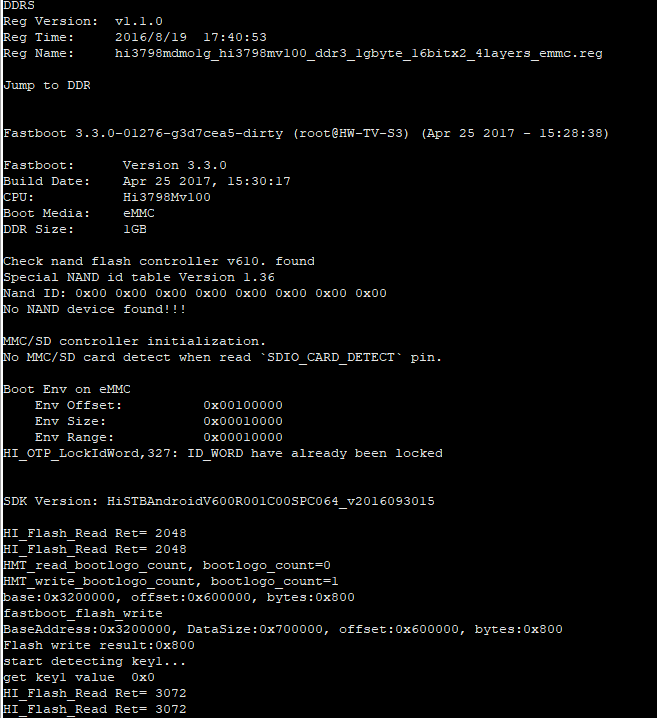 DDRS
Reg Version:  v1.1.0
Reg Time:     2016/8/19  17:40:53
Reg Name:     hi3798mdmo1g_hi3798mv100_ddr3_1gbyte_16bitx2_4layers_emmc.reg
Jump to DDR
Fastboot 3.3.0-01276-g3d7cea5-dirty (root@HW-TV-S3) (Apr 25 2017 - 15:28:38)
Fastboot:      Version 3.3.0
Build Date:    Apr 25 2017, 15:30:17
CPU:           Hi3798Mv100
Boot Media:    eMMC
DDR Size:      1GB
Check nand flash controller v610. found
Special NAND id table Version 1.36
Nand ID: 0x00 0x00 0x00 0x00 0x00 0x00 0x00 0x00
No NAND device found!!!
MMC/SD controller initialization.
No MMC/SD card detect when read `SDIO_CARD_DETECT` pin.
Boot Env on eMMC
    Env Offset:          0x00100000
    Env Size:            0x00010000
    Env Range:           0x00010000
HI_OTP_LockIdWord,327: ID_WORD have already been locked
SDK Version: HiSTBAndroidV600R001C00SPC064_v2016093015
HI_Flash_Read Ret= 2048
HI_Flash_Read Ret= 2048
HMT_read_bootlogo_count, bootlogo_count=0
HMT_write_bootlogo_count, bootlogo_count=1
base:0x3200000, offset:0x600000, bytes:0x800
fastboot_flash_write
BaseAddress:0x3200000, DataSize:0x700000, offset:0x600000, bytes:0x800
Flash write result:0x800
start detecting key1...
get key1 value  0x0
HI_Flash_Read Ret= 3072
HI_Flash_Read Ret= 3072